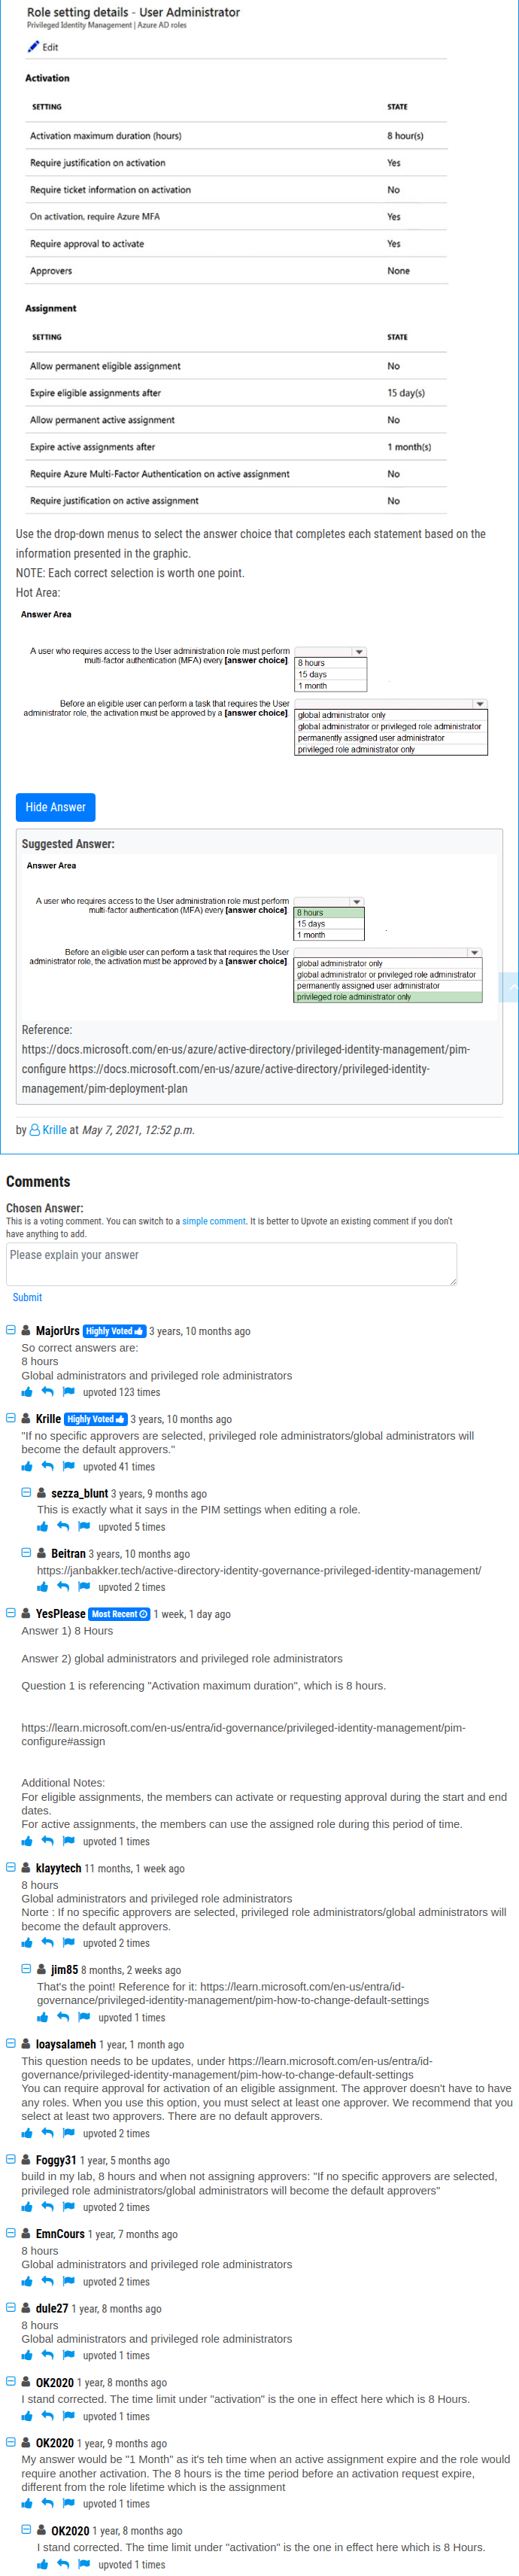 Role setting details - User Administrator
Privileged Identity Management | Azure AD roles
Edit
Activation
SETTING STATE
Activation maximum duration (hours) 8 hour(s)
Require justification on activation Yes
Require ticket information on activation No
On activation, require Azure MFA Yes
Require approval to activate Yes
Approvers None
Assignment
SETTING STATE
Allow permanent eligible assignment No
Expire eligible assignments after 15 day(s)
Allow permanent active assignment No
Expire active assignments after 1 month(s)
Require Azure Multi-Factor Authentication on active assignment No
Require justification on active assignment No
Use the drop-down menus to select the answer choice that completes each statement based on the
information presented in the graphic.
NOTE: Each correct selection is worth one point.
Hot Area:
Answer Area
A user who requires access to the User administration role must perform
multi-factor authentication (MFA) every [answer choice].
8 hours
15 days
1 month
Before an eligible user can perform a task that requires the User
administrator role, the activation must be approved by a [answer choice].
global administrator only
global administrator or privileged role administrator
permanently assigned user administrator
privileged role administrator only
Hide Answer
Suggested Answer:
Answer Area
A user who requires access to the User administration role must perform
multi-factor authentication (MFA) every [answer choice].
8 hours
15 days
1 month
Before an eligible user can perform a task that requires the User
administrator role, the activation must be approved by a [answer choice].
global administrator only
global administrator or privileged role administrator
permanently assigned user administrator
privileged role administrator only
Reference:
https://docs.microsoft.com/en-us/azure/active-directory/privileged-identity-management/pim-
configure https://docs.microsoft.com/en-us/azure/active-directory/privileged-identity-
management/pim-deployment-plan
by Krille at May 7, 2021, 12:52 p.m.
Comments
Chosen Answer:
This is a voting comment. You can switch to a simple comment. It is better to Upvote an existing comment if you don't
have anything to add.
Please explain your answer
Submit
MajorUrs Highly Voted 3 years, 10 months ago
So correct answers are:
8 hours
Global administrators and privileged role administrators
upvoted 123 times
Krille Highly Voted 3 years, 10 months ago
"If no specific approvers are selected, privileged role administrators/global administrators will
become the default approvers."
upvoted 41 times
sezza_blunt 3 years, 9 months ago
This is exactly what it says in the PIM settings when editing a role.
upvoted 5 times
Beitran 3 years, 10 months ago
https://janbakker.tech/active-directory-identity-governance-privileged-identity-management/
upvoted 2 times
YesPlease Most Recent 1 week, 1 day ago
Answer 1) 8 Hours
Answer 2) global administrators and privileged role administrators
Question 1 is referencing "Activation maximum duration", which is 8 hours.
https://learn.microsoft.com/en-us/entra/id-governance/privileged-identity-management/pim-
configure#assign
Additional Notes:
For eligible assignments, the members can activate or requesting approval during the start and end
dates.
For active assignments, the members can use the assigned role during this period of time.
upvoted 1 times
klayytech 11 months, 1 week ago
8 hours
Global administrators and privileged role administrators
Norte : If no specific approvers are selected, privileged role administrators/global administrators will
become the default approvers.
upvoted 2 times
jim85 8 months, 2 weeks ago
That's the point! Reference for it: https://learn.microsoft.com/en-us/entra/id-
governance/privileged-identity-management/pim-how-to-change-default-settings
upvoted 1 times
loaysalameh 1 year, 1 month ago
This question needs to be updates, under https://learn.microsoft.com/en-us/entra/id-
governance/privileged-identity-management/pim-how-to-change-default-settings
You can require approval for activation of an eligible assignment. The approver doesn't have to have
any roles. When you use this option, you must select at least one approver. We recommend that you
select at least two approvers. There are no default approvers.
upvoted 2 times
Foggy31 1 year, 5 months ago
build in my lab, 8 hours and when not assigning approvers: "If no specific approvers are selected,
privileged role administrators/global administrators will become the default approvers"
upvoted 2 times
EmnCours 1 year, 7 months ago
8 hours
Global administrators and privileged role administrators
upvoted 2 times
dule27 1 year, 8 months ago
8 hours
Global administrators and privileged role administrators
upvoted 1 times
OK2020 1 year, 8 months ago
I stand corrected. The time limit under "activation" is the one in effect here which is 8 Hours.
upvoted 1 times
OK2020 1 year, 9 months ago
My answer would be "1 Month" as it's teh time when an active assignment expire and the role would
require another activation. The 8 hours is the time period before an activation request expire,
different from the role lifetime which is the assignment
upvoted 1 times
OK2020 1 year, 8 months ago
I stand corrected. The time limit under "activation" is the one in effect here which is 8 Hours.
upvoted 1 times